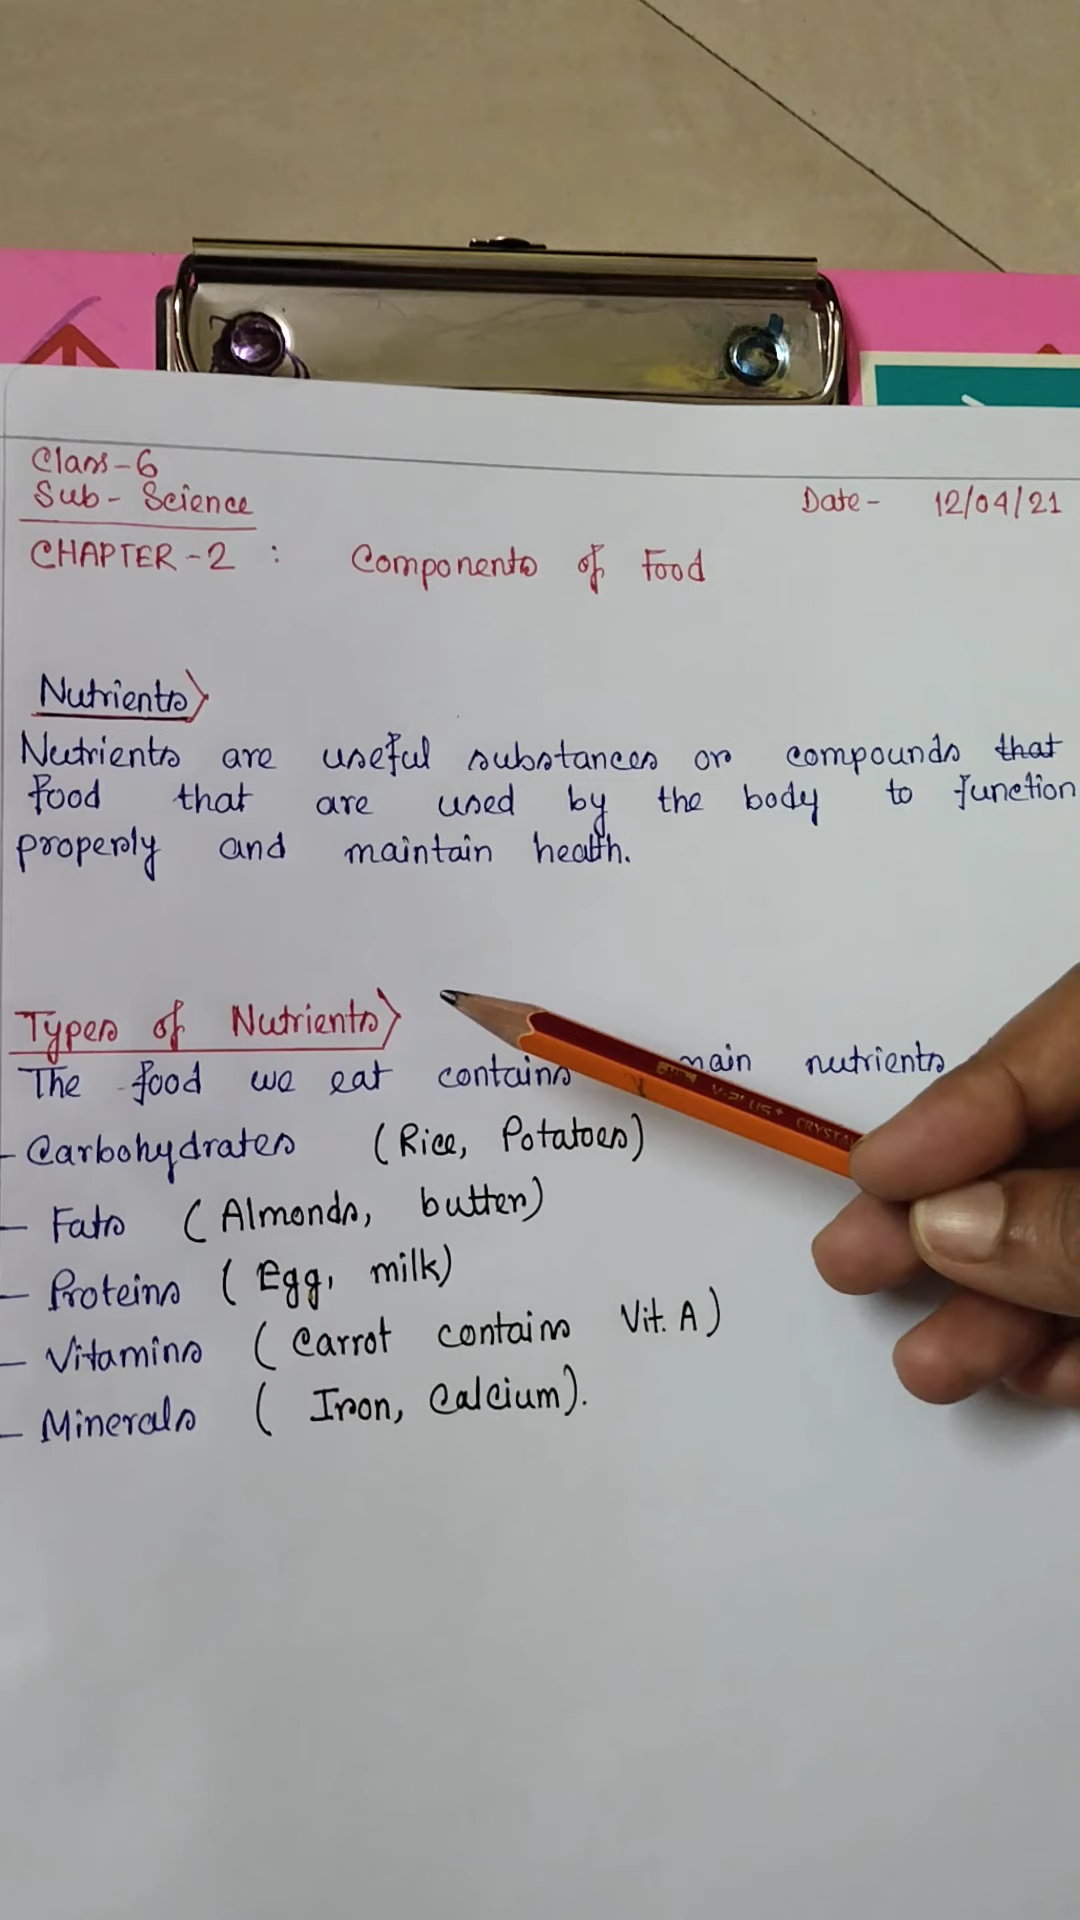 Class-6
Sub- Science
Date- 12/04/21
CHAPTER-2 : Components of Food
Nutrients
Nutrients are useful substances or compounds that
food that are used by the body to function
properly and maintain health.
Types of Nutrients
The food we eat contains main nutrients
- Carbohydrates (Rice, Potatoes)
- Fats (Almonds, butter)
- Proteins (Egg, milk)
- Vitamins (Carrot contains Vit. A)
- Minerals (Iron, Calcium).